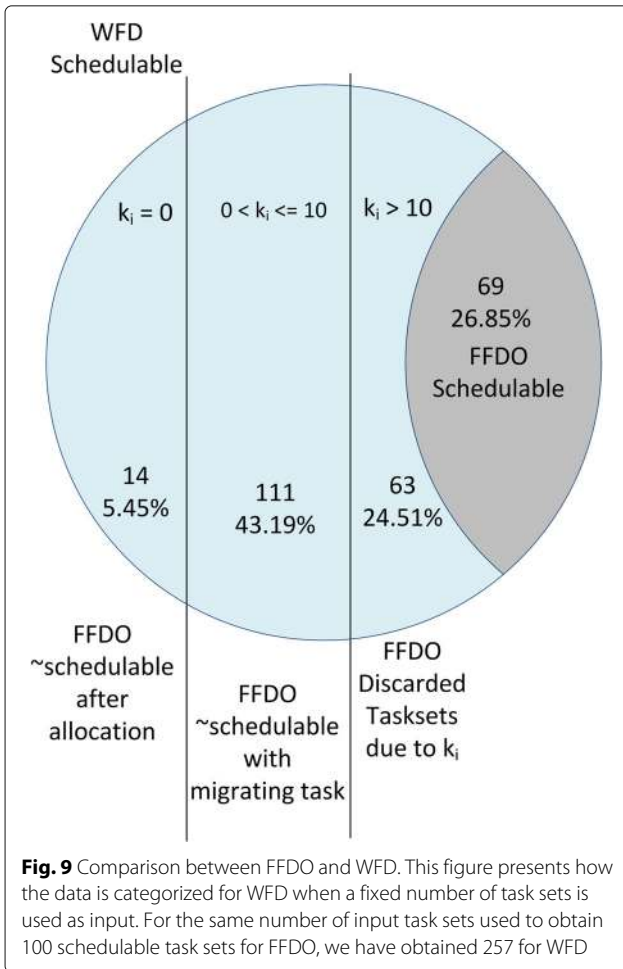 WFD
Schedulable
k_i = 0
0 < k_i <= 10
k_i > 10
69
26.85%
FFDO
Schedulable
14
5.45%
111
43.19%
63
24.51%
FFDO
~schedulable
after
allocation
FFDO
~schedulable
with
migrating task
FFDO
Discarded
Tasksets
due to k_i
Fig. 9 Comparison between FFDO and WFD. This figure presents how
the data is categorized for WFD when a fixed number of task sets is
used as input. For the same number of input task sets used to obtain
100 schedulable task sets for FFDO, we have obtained 257 for WFD